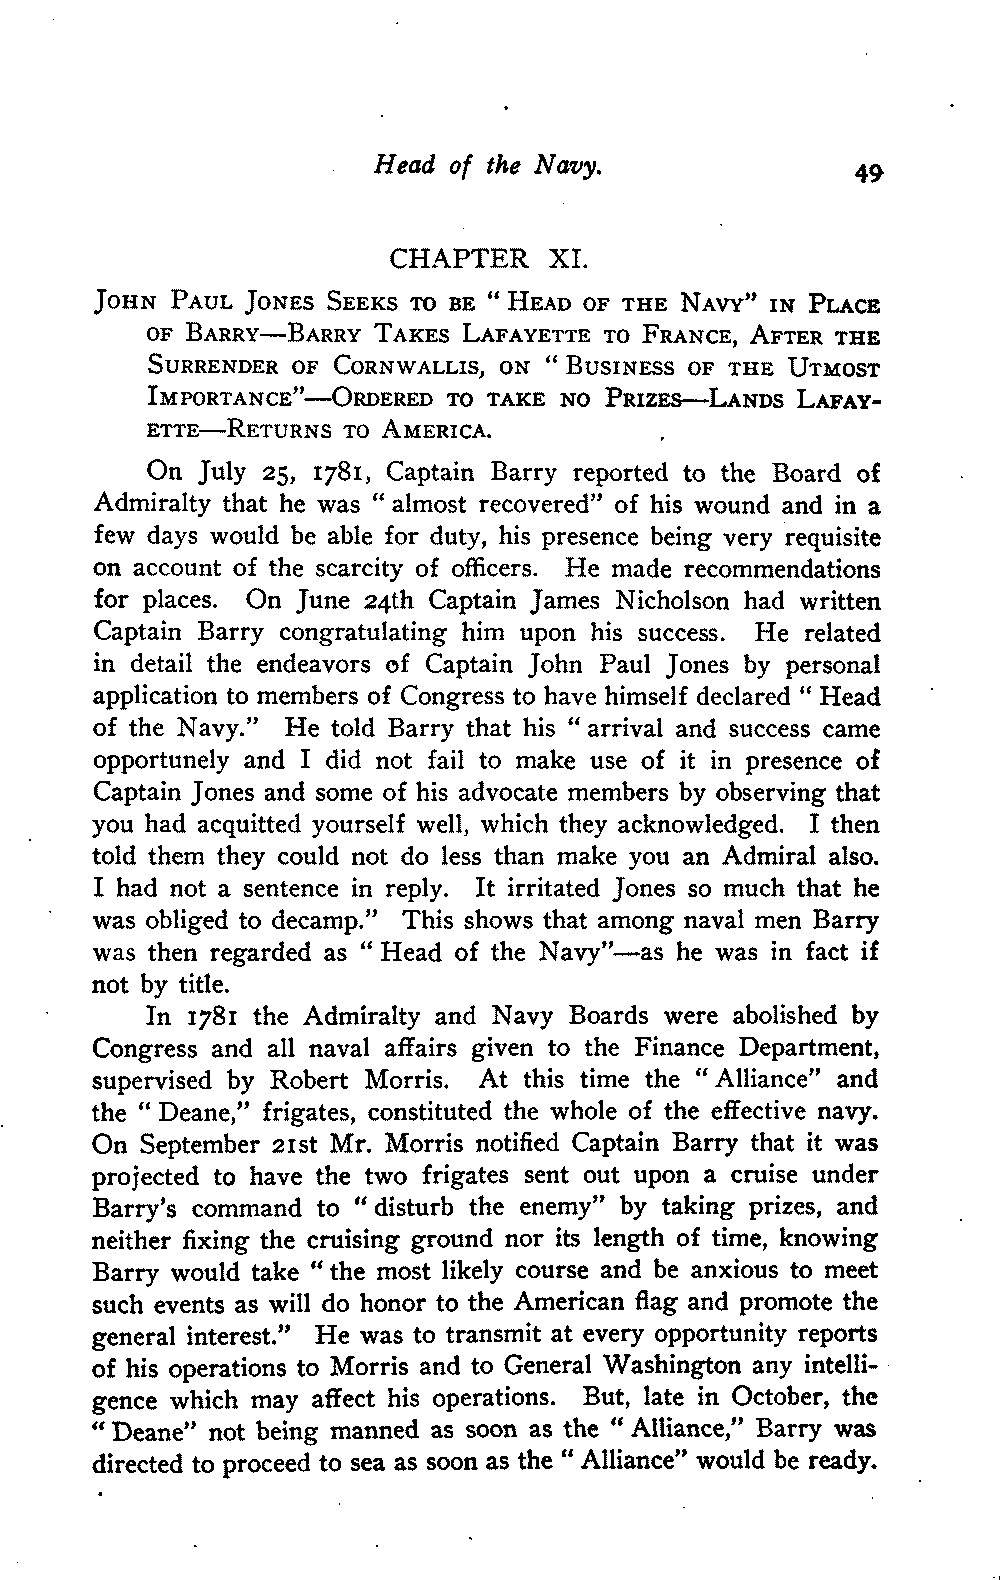 Head of the Navy. 49
CHAPTER XI.
JOHN PAUL JONES SEEKS TO BE "HEAD OF THE NAVY" IN PLACE
OF BARRY—BARRY TAKES LAFAYETTE TO FRANCE, AFTER THE
SURRENDER OF CORNWALLIS, ON "BUSINESS OF THE UTMOST
IMPORTANCE"—ORDERED TO TAKE NO PRIZES—LANDS LAFAY-
ETTE—RETURNS TO AMERICA.
On July 25, 1781, Captain Barry reported to the Board of
Admiralty that he was "almost recovered" of his wound and in a
few days would be able for duty, his presence being very requisite
on account of the scarcity of officers. He made recommendations
for places. On June 24th Captain James Nicholson had written
Captain Barry congratulating him upon his success. He related
in detail the endeavors of Captain John Paul Jones by personal
application to members of Congress to have himself declared "Head
of the Navy." He told Barry that his "arrival and success came
opportunely and I did not fail to make use of it in presence of
Captain Jones and some of his advocate members by observing that
you had acquitted yourself well, which they acknowledged. I then
told them they could not do less than make you an Admiral also.
I had not a sentence in reply. It irritated Jones so much that he
was obliged to decamp." This shows that among naval men Barry
was then regarded as "Head of the Navy"—as he was in fact if
not by title.
In 1781 the Admiralty and Navy Boards were abolished by
Congress and all naval affairs given to the Finance Department,
supervised by Robert Morris. At this time the "Alliance" and
the "Deane," frigates, constituted the whole of the effective navy.
On September 21st Mr. Morris notified Captain Barry that it was
projected to have the two frigates sent out upon a cruise under
Barry's command to "disturb the enemy" by taking prizes, and
neither fixing the cruising ground nor its length of time, knowing
Barry would take "the most likely course and be anxious to meet
such events as will do honor to the American flag and promote the
general interest." He was to transmit at every opportunity reports
of his operations to Morris and to General Washington any intelli-
gence which may affect his operations. But, late in October, the
"Deane" not being manned as soon as the "Alliance," Barry was
directed to proceed to sea as soon as the "Alliance" would be ready.